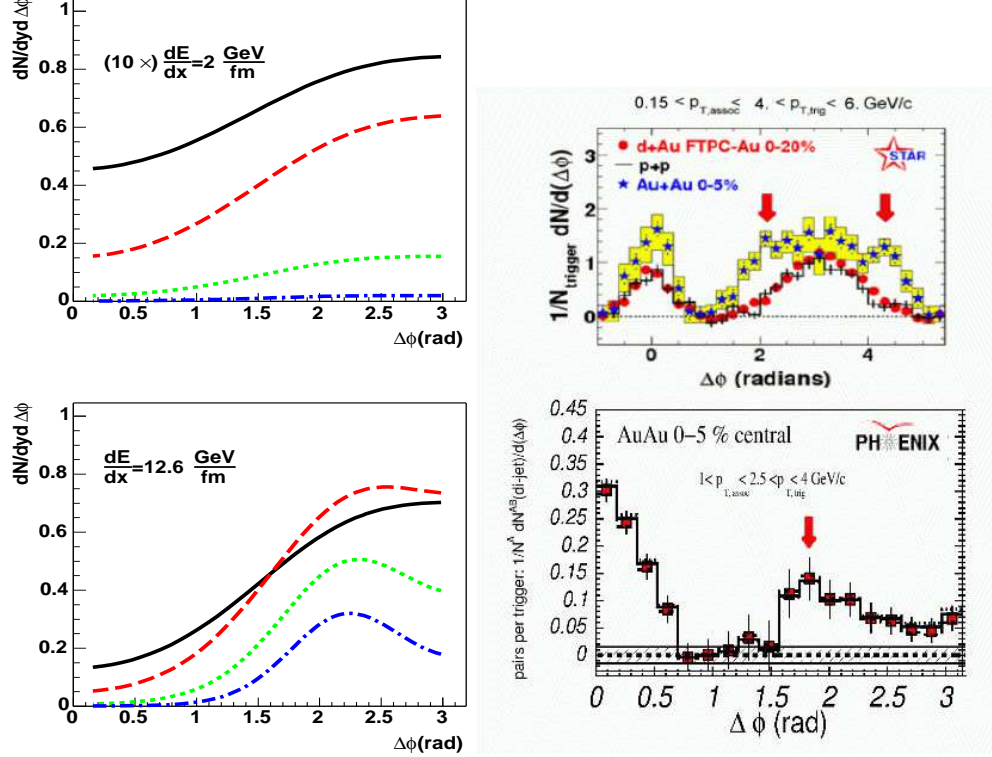 dN/dyd Δφ
1
0.8
0.6
0.4
0.2
0
(10 ×) dE/dx=2 GeV/fm
0 0.5 1 1.5 2 2.5 3
Δφ(rad)
dN/dyd Δφ
1
0.8
0.6
0.4
0.2
0
dE/dx=12.6 GeV/fm
0 0.5 1 1.5 2 2.5 3
Δφ(rad)
0.15 < pT,assoc < 4. < pT,trig < 6. GeV/c
1/Ntrigger dN/d(Δφ)
3
2
1
0
d+Au FTPC-Au 0-20%
p+p
Au+Au 0-5%
STAR
0 2 4
Δφ (radians)
pairs per trigger: 1/N^A dN^AB(di-jet)/d(Δφ)
0.45
0.4
0.35
0.3
0.25
0.2
0.15
0.1
0.05
0
AuAu 0–5 % central
PHENIX
1< pT,assoc < 2.5 <pT,trig < 4 GeV/c
0 0.5 1 1.5 2 2.5 3
Δ φ (rad)